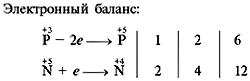 Электронный баланс:
+3 +5
P − 2e → P | 1 | 2 | 6
+5 +4
N + e → N | 2 | 4 | 12